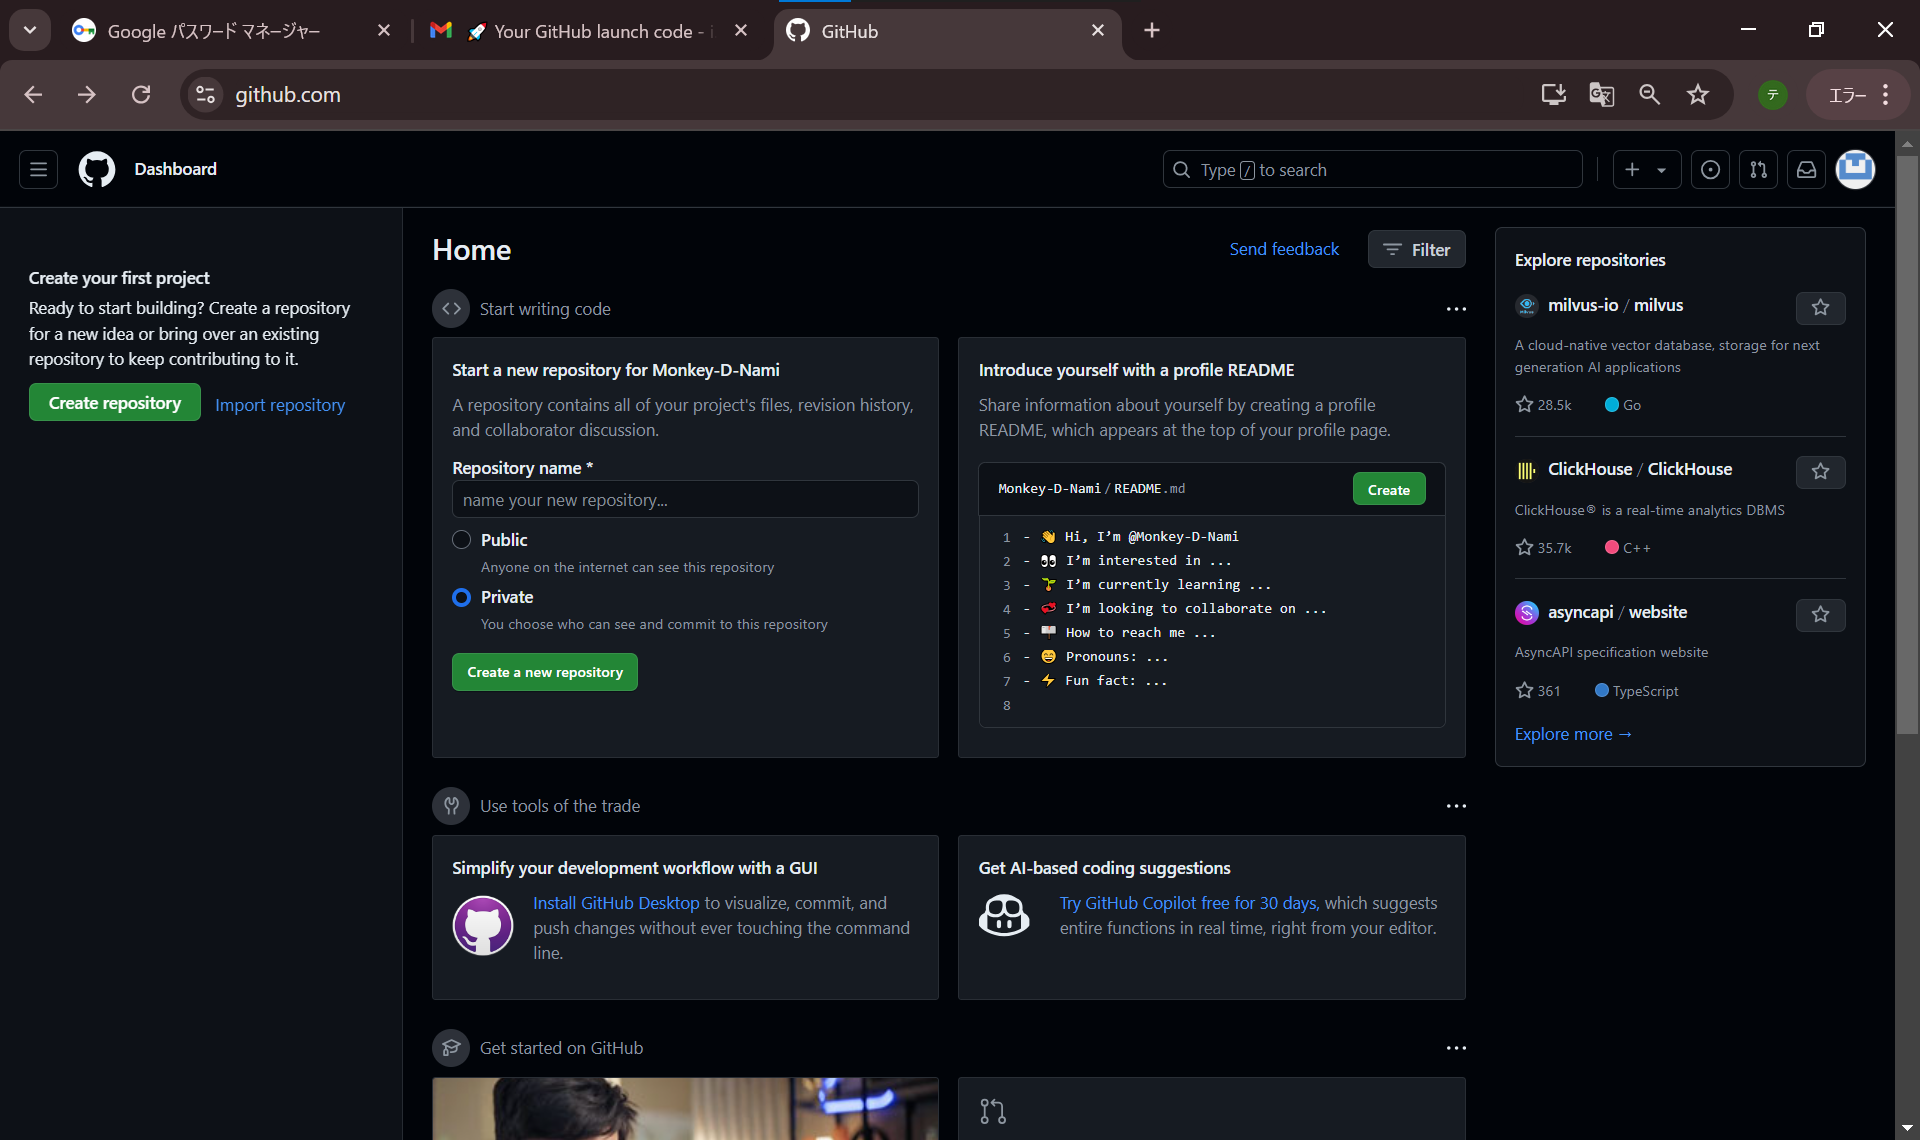 Google パスワード マネージャー
🚀 Your GitHub launch code -
GitHub
github.com
テ
エラー
Dashboard
Type / to search
Create your first project
Ready to start building? Create a repository
for a new idea or bring over an existing
repository to keep contributing to it.
Create repository
Import repository
Home
Send feedback
Filter
Start writing code
Start a new repository for Monkey-D-Nami
A repository contains all of your project's files, revision history,
and collaborator discussion.
Repository name *
name your new repository...
Public
Anyone on the internet can see this repository
Private
You choose who can see and commit to this repository
Create a new repository
Introduce yourself with a profile README
Share information about yourself by creating a profile
README, which appears at the top of your profile page.
Monkey-D-Nami / README.md
Create
1 - 👋 Hi, I’m @Monkey-D-Nami
2 - 👀 I’m interested in ...
3 - 🌱 I’m currently learning ...
4 - 💞️ I’m looking to collaborate on ...
5 - 📫 How to reach me ...
6 - 😄 Pronouns: ...
7 - ⚡ Fun fact: ...
8
Use tools of the trade
Simplify your development workflow with a GUI
Install GitHub Desktop to visualize, commit, and
push changes without ever touching the command
line.
Get AI-based coding suggestions
Try GitHub Copilot free for 30 days, which suggests
entire functions in real time, right from your editor.
Get started on GitHub
Explore repositories
milvus-io / milvus
A cloud-native vector database, storage for next
generation AI applications
28.5k Go
ClickHouse / ClickHouse
ClickHouse® is a real-time analytics DBMS
35.7k C++
asyncapi / website
AsyncAPI specification website
361 TypeScript
Explore more →